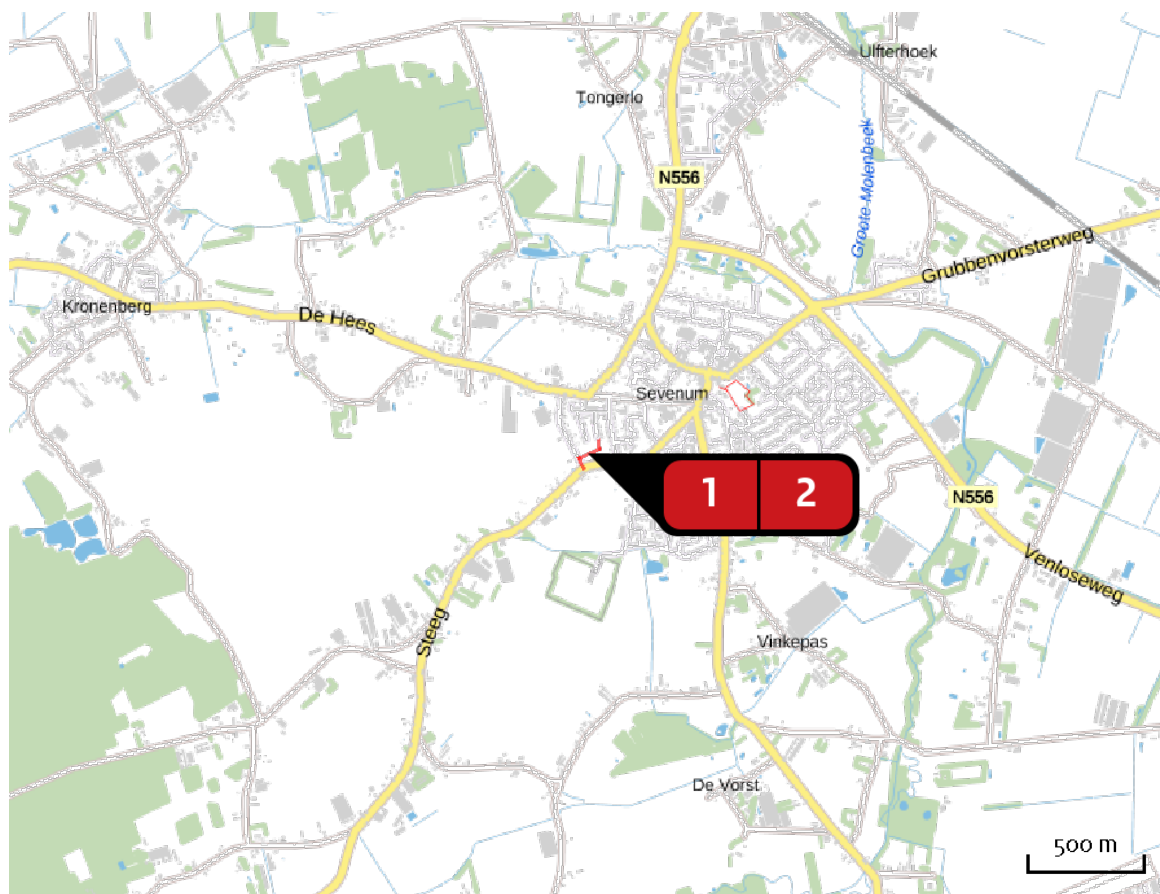 Ulfterhoek
Tongerlo
N556
Groote Molenbeek
Grubbenvorsterweg
Kronenberg
De Hees
Sevenum
1 2
N556
Venloseweg
Steeg
Vinkepas
De Vorst
500 m